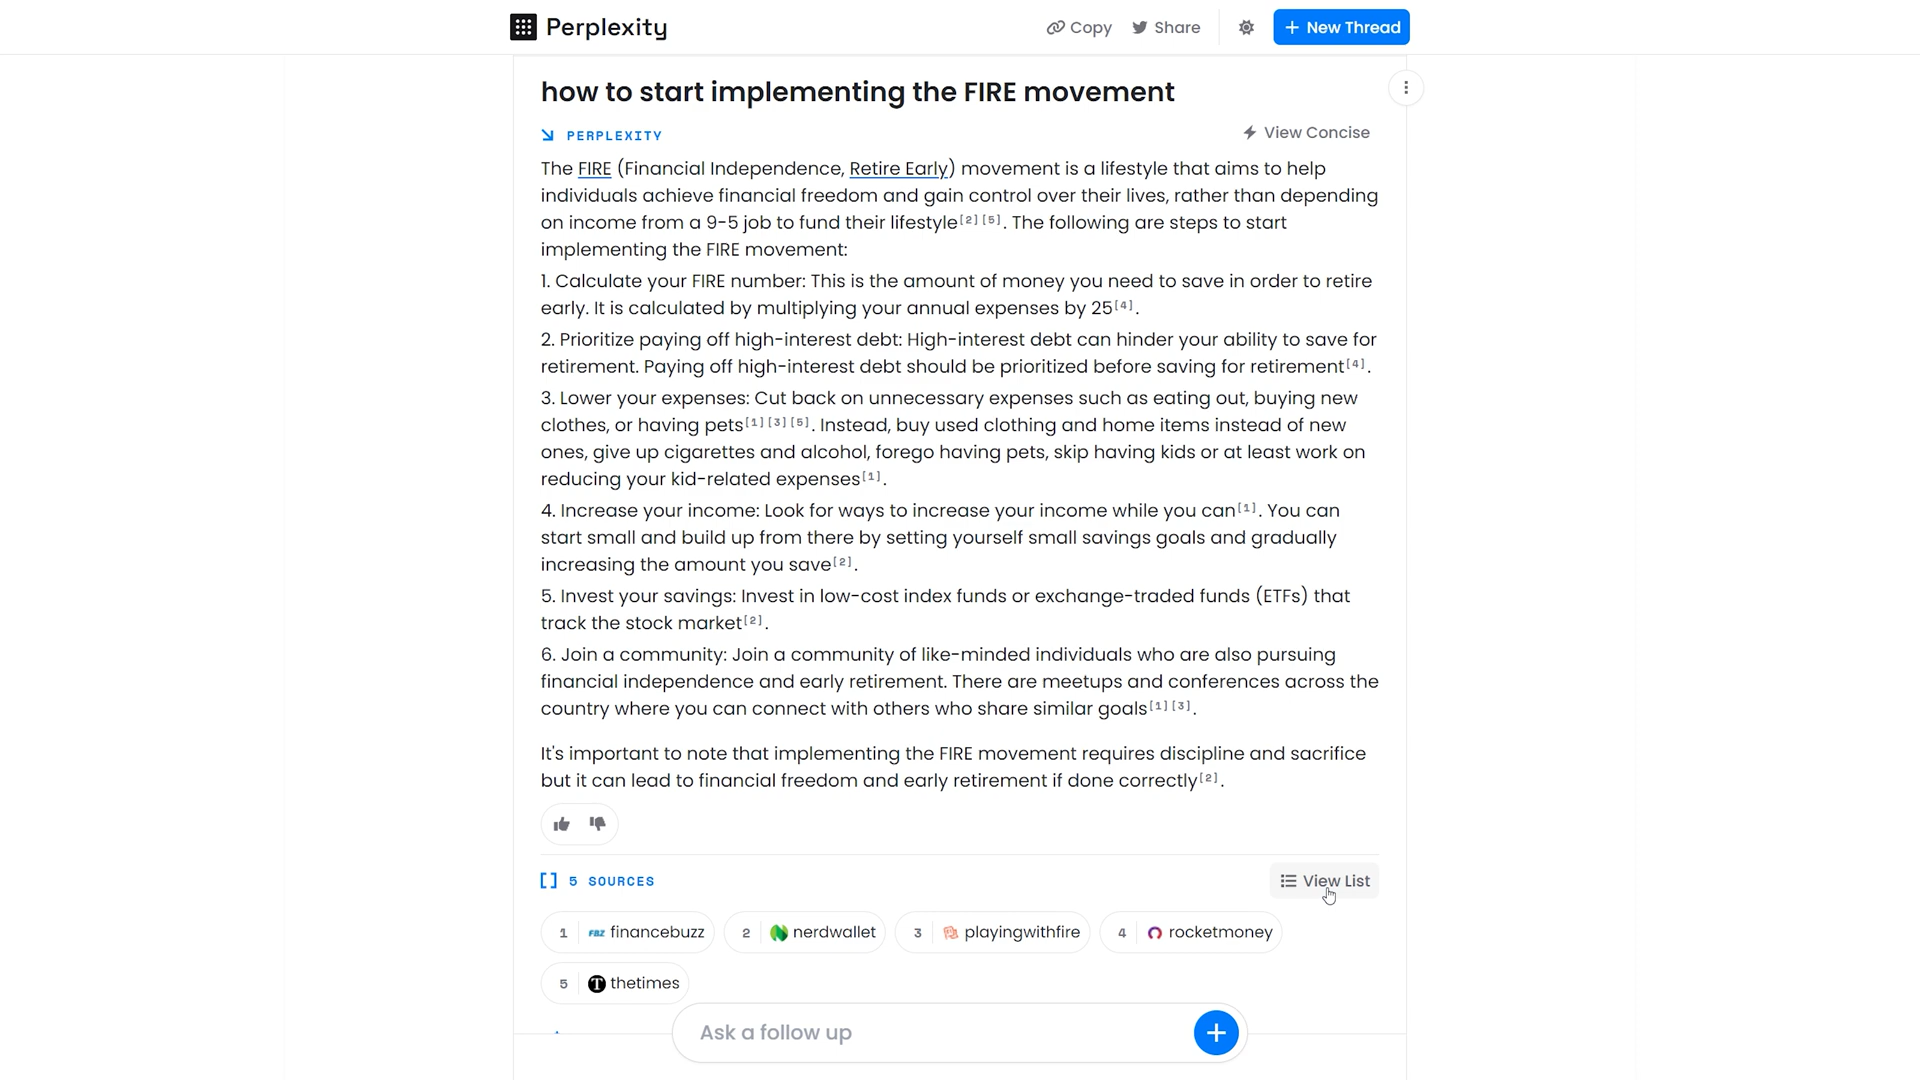 Perplexity
Copy
Share
New Thread
how to start implementing the FIRE movement
PERPLEXITY
View Concise
The FIRE (Financial Independence, Retire Early) movement is a lifestyle that aims to help
individuals achieve financial freedom and gain control over their lives, rather than depending
on income from a 9-5 job to fund their lifestyle[2][5]. The following are steps to start
implementing the FIRE movement:
1. Calculate your FIRE number: This is the amount of money you need to save in order to retire
early. It is calculated by multiplying your annual expenses by 25[4].
2. Prioritize paying off high-interest debt: High-interest debt can hinder your ability to save for
retirement. Paying off high-interest debt should be prioritized before saving for retirement[4].
3. Lower your expenses: Cut back on unnecessary expenses such as eating out, buying new
clothes, or having pets[1][3][5]. Instead, buy used clothing and home items instead of new
ones, give up cigarettes and alcohol, forego having pets, skip having kids or at least work on
reducing your kid-related expenses[1].
4. Increase your income: Look for ways to increase your income while you can[1]. You can
start small and build up from there by setting yourself small savings goals and gradually
increasing the amount you save[2].
5. Invest your savings: Invest in low-cost index funds or exchange-traded funds (ETFs) that
track the stock market[2].
6. Join a community: Join a community of like-minded individuals who are also pursuing
financial independence and early retirement. There are meetups and conferences across the
country where you can connect with others who share similar goals[1][3].
It's important to note that implementing the FIRE movement requires discipline and sacrifice
but it can lead to financial freedom and early retirement if done correctly[2].
5 SOURCES
View List
1 FBZ financebuzz
2 nerdwallet
3 playingwithfire
4 rocketmoney
5 T thetimes
Ask a follow up